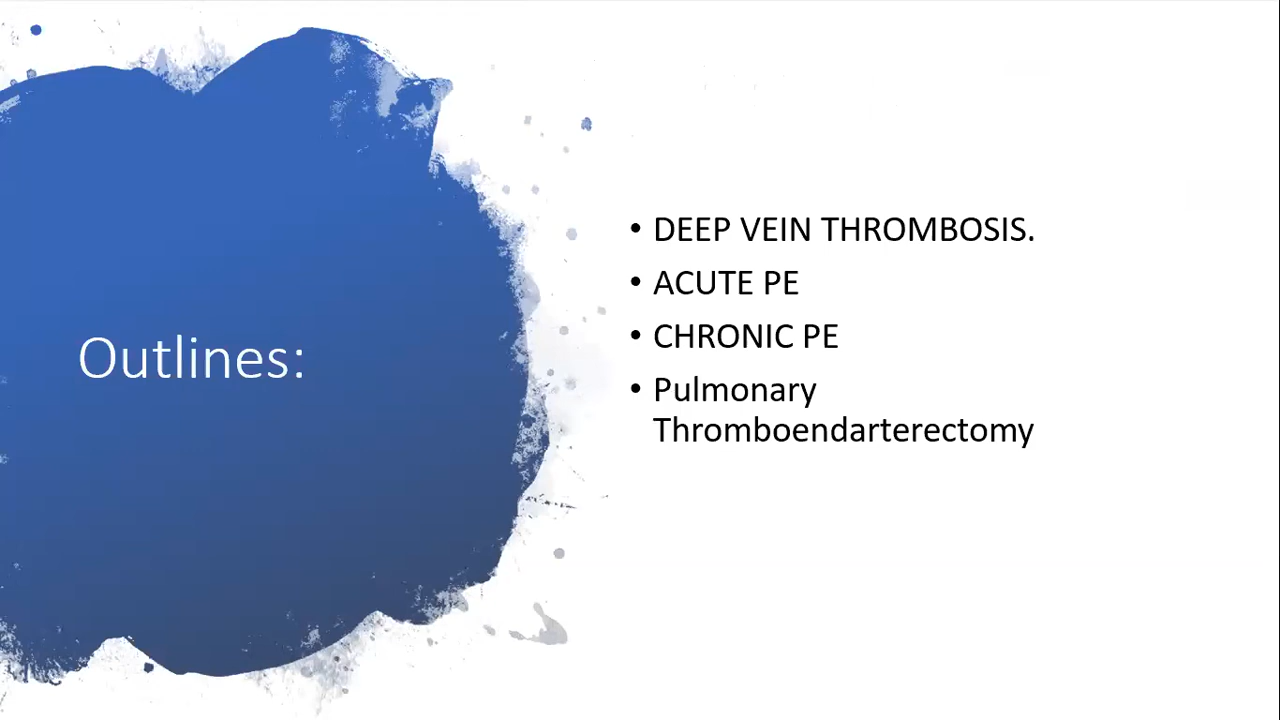 Outlines:
• DEEP VEIN THROMBOSIS.
• ACUTE PE
• CHRONIC PE
• Pulmonary
Thromboendarterectomy